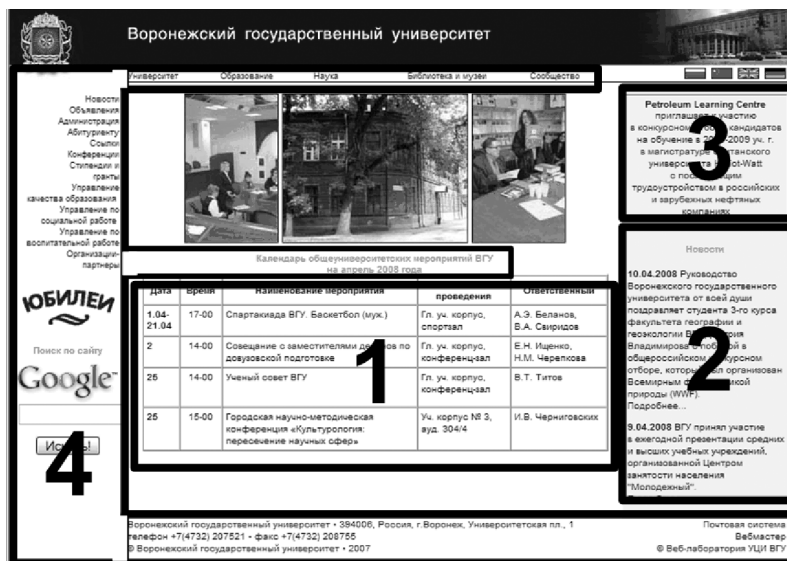 Воронежский государственный университет
Университет Образование Наука Библиотека и музеи Сообщество
Новости
Объявления
Администрация
Абитуриенту
Ссылки
Конференции
Стипендии и
гранты
Управление
качества образования
Управление по
социальной работе
Управление по
воспитательной работе
Организации-
партнеры
ЮБИЛЕИ
Поиск по сайту
Google™
4
Календарь общеуниверситетских мероприятий ВГУ
на апрель 2008 года
Дата Время Наименование мероприятия проведения Ответственный
1.04-
21.04
17-00
Спартакиада ВГУ. Баскетбол (муж.)
Гл. уч. корпус,
спортзал
А.Э. Беланов,
В.А. Свиридов
2
14-00
Совещание с заместителями по
довузовской подготовке
Гл. уч. корпус,
конференц-зал
Е.Н. Ищенко,
Н.М. Черепкова
25
14-00
Ученый совет ВГУ
Гл. уч. корпус,
конференц-зал
В.Т. Титов
25
15-00
Городская научно-методическая
конференция «Культурология:
пересечение научных сфер»
Уч. корпус № 3,
ауд. 304/4
И.В. Черниговских
1
Petroleum Learning Centre
приглашает к участию
в кандидатов
на обучение в уч. г.
в магистратуре
университета
с
трудоустройством в российских
и зарубежных нефтяных
компаниях
3
Новости
10.04.2008 Руководство
Воронежского государственного
университета от всей души
поздравляет студента 3-го курса
факультета географии и
геоэкологии
Владимирова с в
общероссийском
отборе, организован
Всемирным
природы (WWF).
Подробнее...
9.04.2008 ВГУ принял участие
в ежегодной презентации средних
и высших учебных учреждений,
организованной Центром
занятости населения
"Молодежный".
2
Воронежский государственный университет • 394006, Россия, г.Воронеж, Университетская пл., 1
телефон +7(4732) 207521 - факс +7(4732) 208755
© Воронежский государственный университет • 2007
Почтовая система
Вебмастер
© Веб-лаборатория УЦИ ВГУ